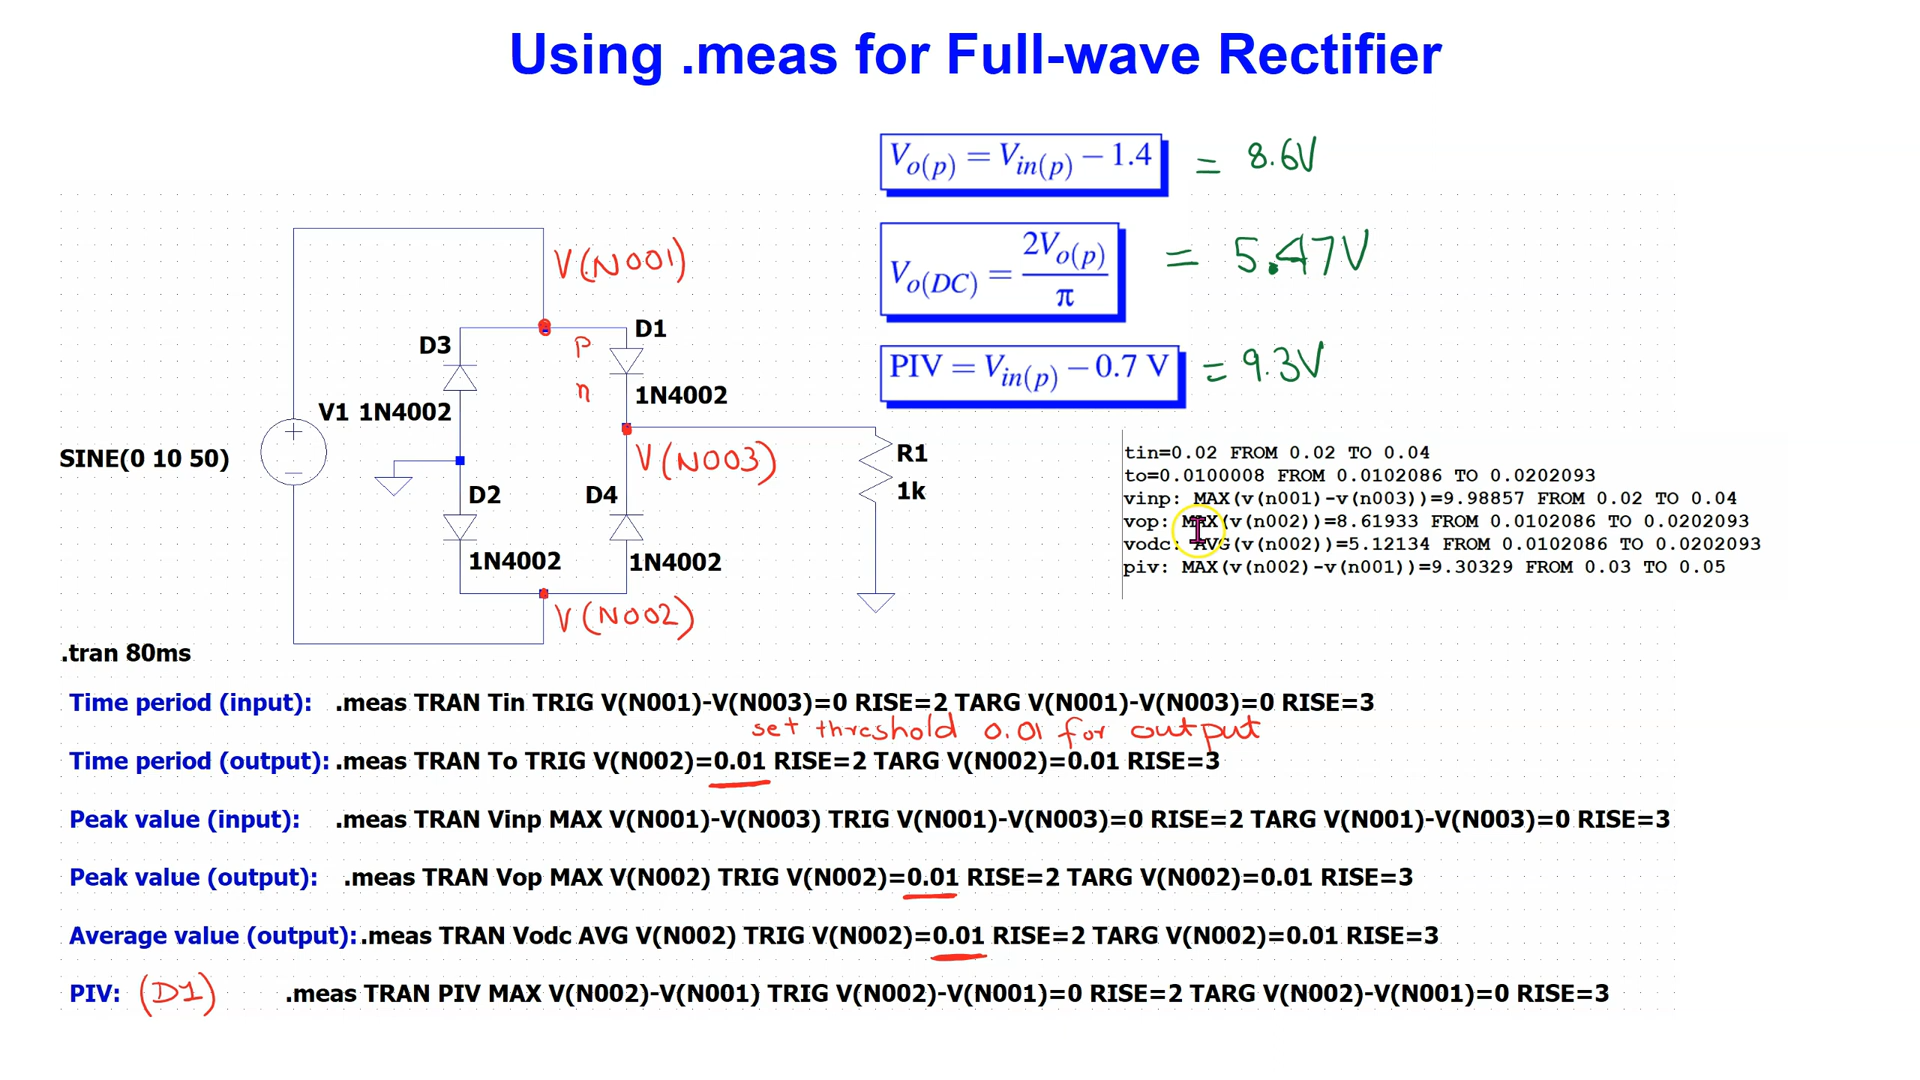 Using .meas for Full-wave Rectifier
Vo(p) = Vin(p) − 1.4 = 8.6V
Vo(DC) = 2Vo(p) / π = 5.47V
PIV = Vin(p) − 0.7 V = 9.3V
V(N001)
D3
P
D1
n
1N4002
V1 1N4002
SINE(0 10 50)
V(N003)
R1
1k
D2
D4
1N4002
1N4002
V(N002)
tin=0.02 FROM 0.02 TO 0.04
to=0.0100008 FROM 0.0102086 TO 0.0202093
vinp: MAX(v(n001)-v(n003))=9.98857 FROM 0.02 TO 0.04
vop: MAX(v(n002))=8.61933 FROM 0.0102086 TO 0.0202093
vodc: AVG(v(n002))=5.12134 FROM 0.0102086 TO 0.0202093
piv: MAX(v(n002)-v(n001))=9.30329 FROM 0.03 TO 0.05
.tran 80ms
Time period (input): .meas TRAN Tin TRIG V(N001)-V(N003)=0 RISE=2 TARG V(N001)-V(N003)=0 RISE=3
set threshold 0.01 for output
Time period (output): .meas TRAN To TRIG V(N002)=0.01 RISE=2 TARG V(N002)=0.01 RISE=3
Peak value (input): .meas TRAN Vinp MAX V(N001)-V(N003) TRIG V(N001)-V(N003)=0 RISE=2 TARG V(N001)-V(N003)=0 RISE=3
Peak value (output): .meas TRAN Vop MAX V(N002) TRIG V(N002)=0.01 RISE=2 TARG V(N002)=0.01 RISE=3
Average value (output): .meas TRAN Vodc AVG V(N002) TRIG V(N002)=0.01 RISE=2 TARG V(N002)=0.01 RISE=3
PIV: (D1) .meas TRAN PIV MAX V(N002)-V(N001) TRIG V(N002)-V(N001)=0 RISE=2 TARG V(N002)-V(N001)=0 RISE=3